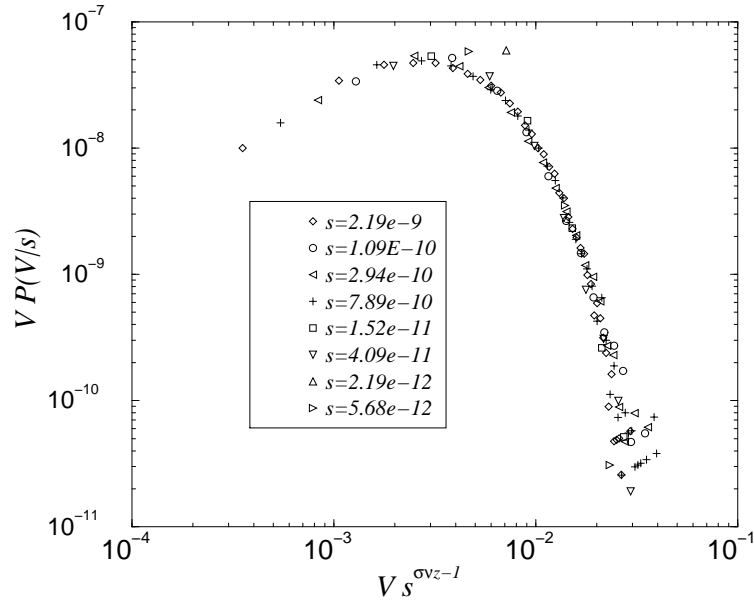 10⁻⁷
10⁻⁸
10⁻⁹
10⁻¹⁰
10⁻¹¹
V P(V/s)
s=2.19e−9
s=1.09E−10
s=2.94e−10
s=7.89e−10
s=1.52e−11
s=4.09e−11
s=2.19e−12
s=5.68e−12
10⁻⁴ 10⁻³ 10⁻² 10⁻¹
V s^σνz−1